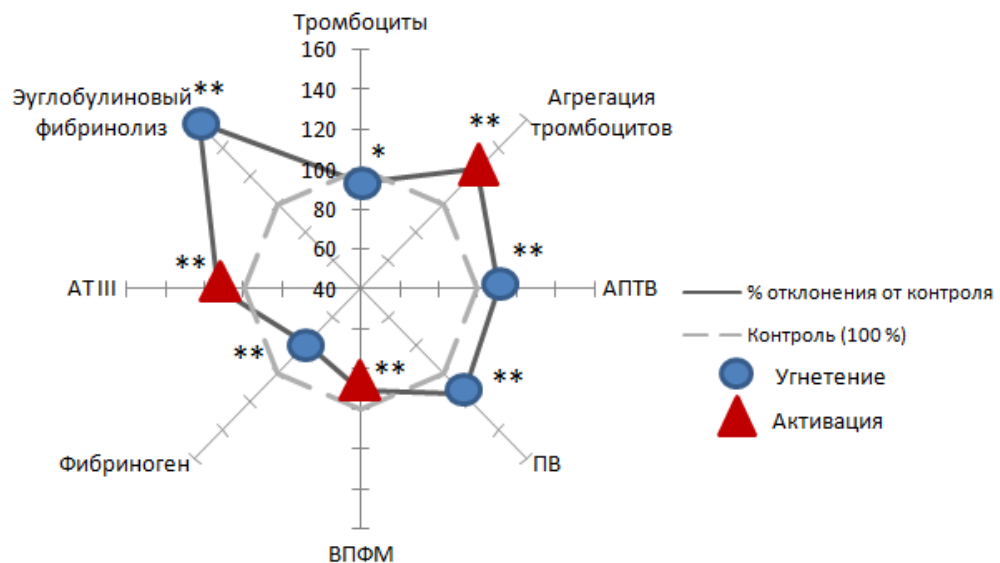 Тромбоциты
160
140
120
100
80
60
40
**
Эуглобулиновый
фибринолиз
*
Агрегация
тромбоцитов
**
**
АПТВ
**
АТ III
**
ПВ
**
ВПФМ
**
Фибриноген
% отклонения от контроля
Контроль (100 %)
Угнетение
Активация